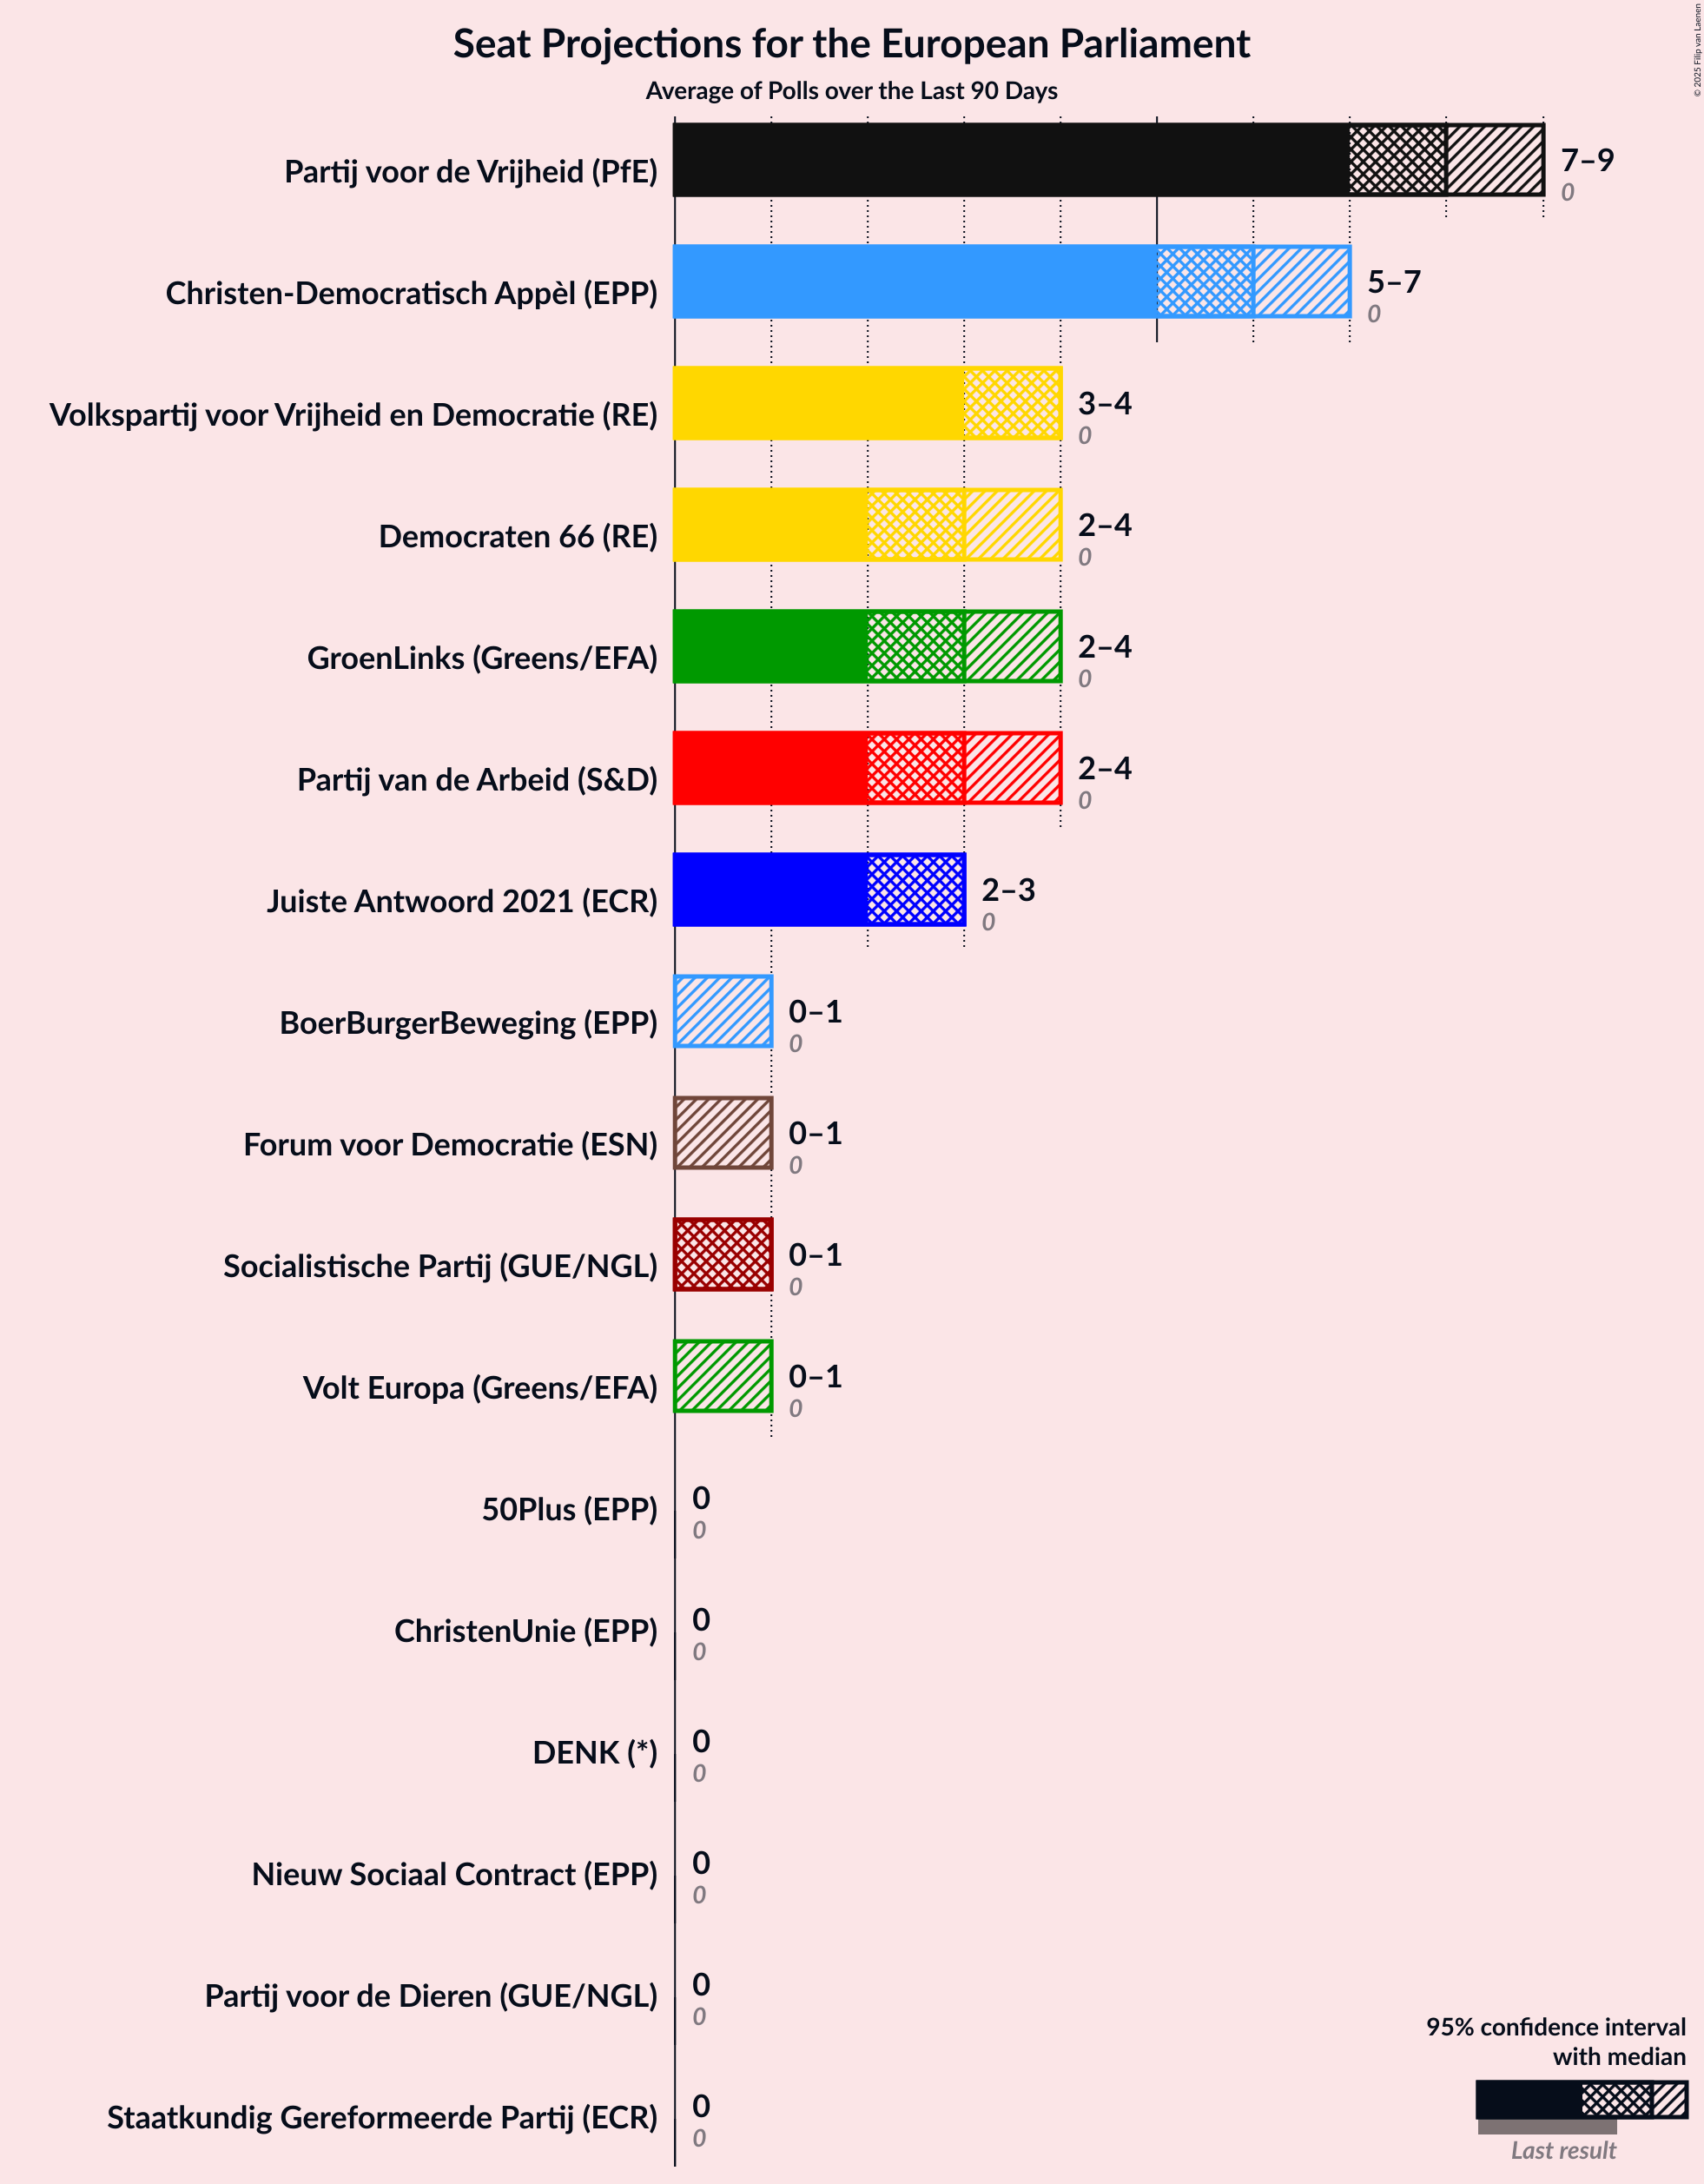 Seat Projections for the European Parliament
Average of Polls over the Last 90 Days
© 2025 Filip van Laenen
Partij voor de Vrijheid (PfE)
7–9
0
Christen-Democratisch Appèl (EPP)
5–7
0
Volkspartij voor Vrijheid en Democratie (RE)
3–4
0
Democraten 66 (RE)
2–4
0
GroenLinks (Greens/EFA)
2–4
0
Partij van de Arbeid (S&D)
2–4
0
Juiste Antwoord 2021 (ECR)
2–3
0
BoerBurgerBeweging (EPP)
0–1
0
Forum voor Democratie (ESN)
0–1
0
Socialistische Partij (GUE/NGL)
0–1
0
Volt Europa (Greens/EFA)
0–1
0
50Plus (EPP)
0
0
ChristenUnie (EPP)
0
0
DENK (*)
0
0
Nieuw Sociaal Contract (EPP)
0
0
Partij voor de Dieren (GUE/NGL)
0
0
Staatkundig Gereformeerde Partij (ECR)
0
0
95% confidence interval
with median
Last result